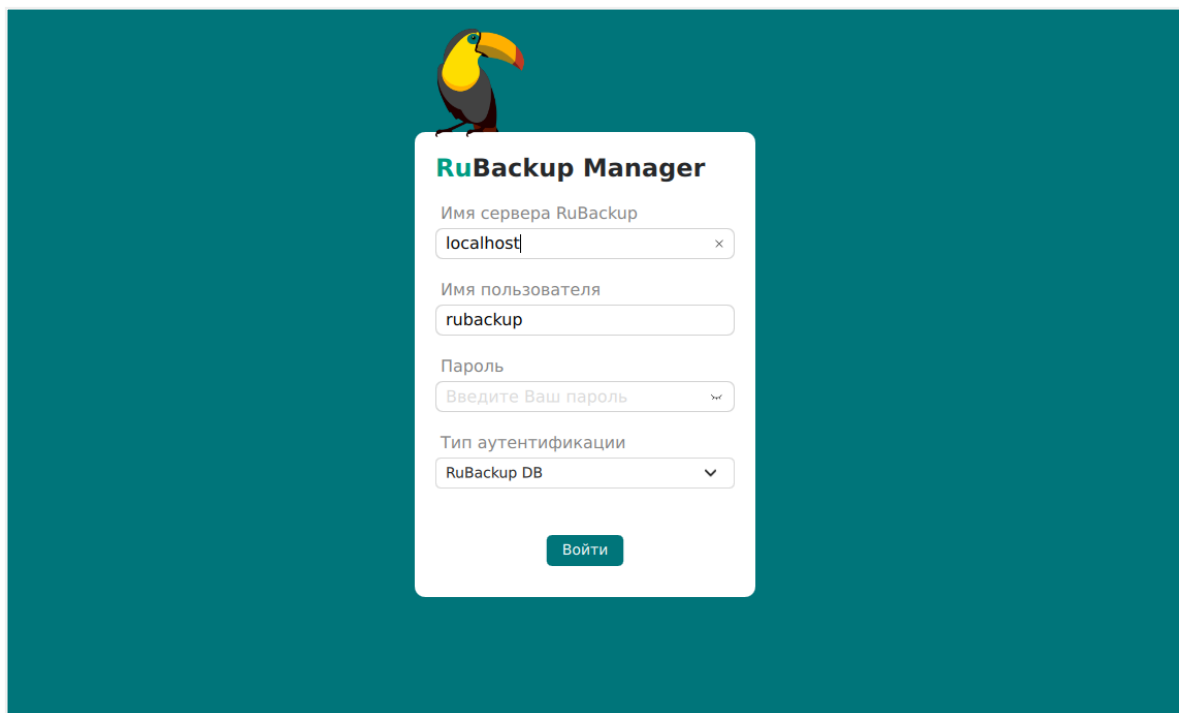 RuBackup Manager
Имя сервера RuBackup
localhost
Имя пользователя
rubackup
Пароль
Введите Ваш пароль
Тип аутентификации
RuBackup DB
Войти